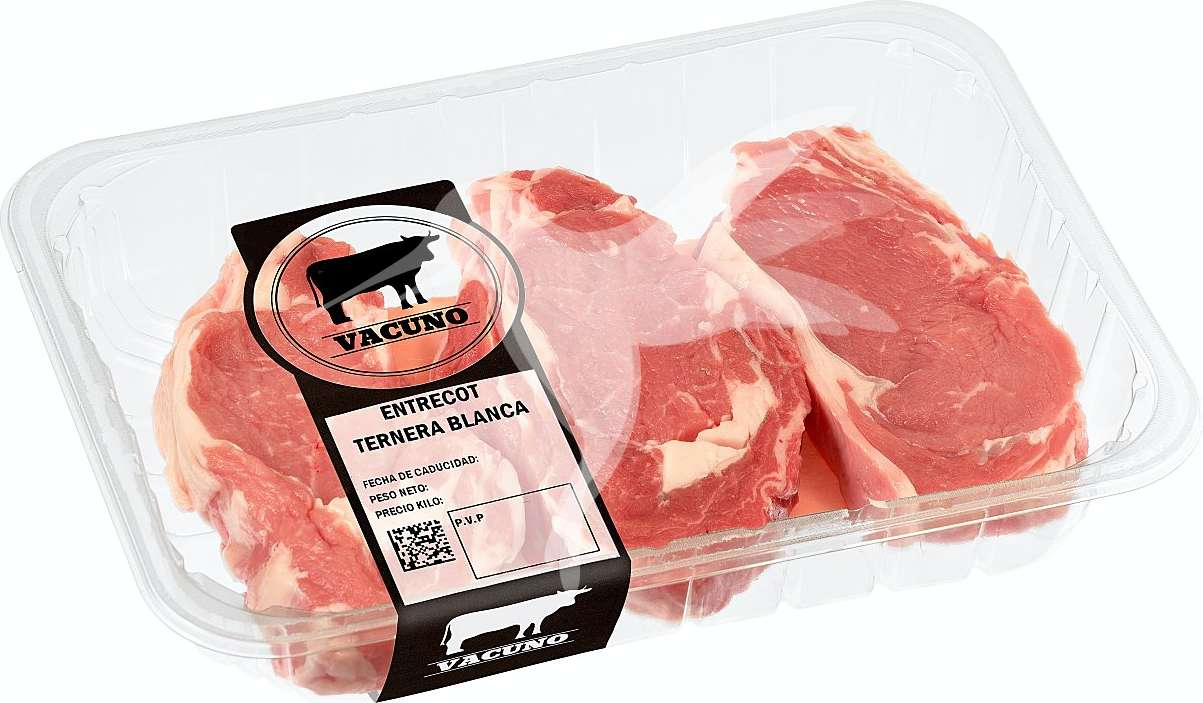 VACUNO
ENTRECOT
TERNERA BLANCA
FECHA DE CADUCIDAD:
PESO NETO:
PRECIO KILO:
P.V.P
VACUNO